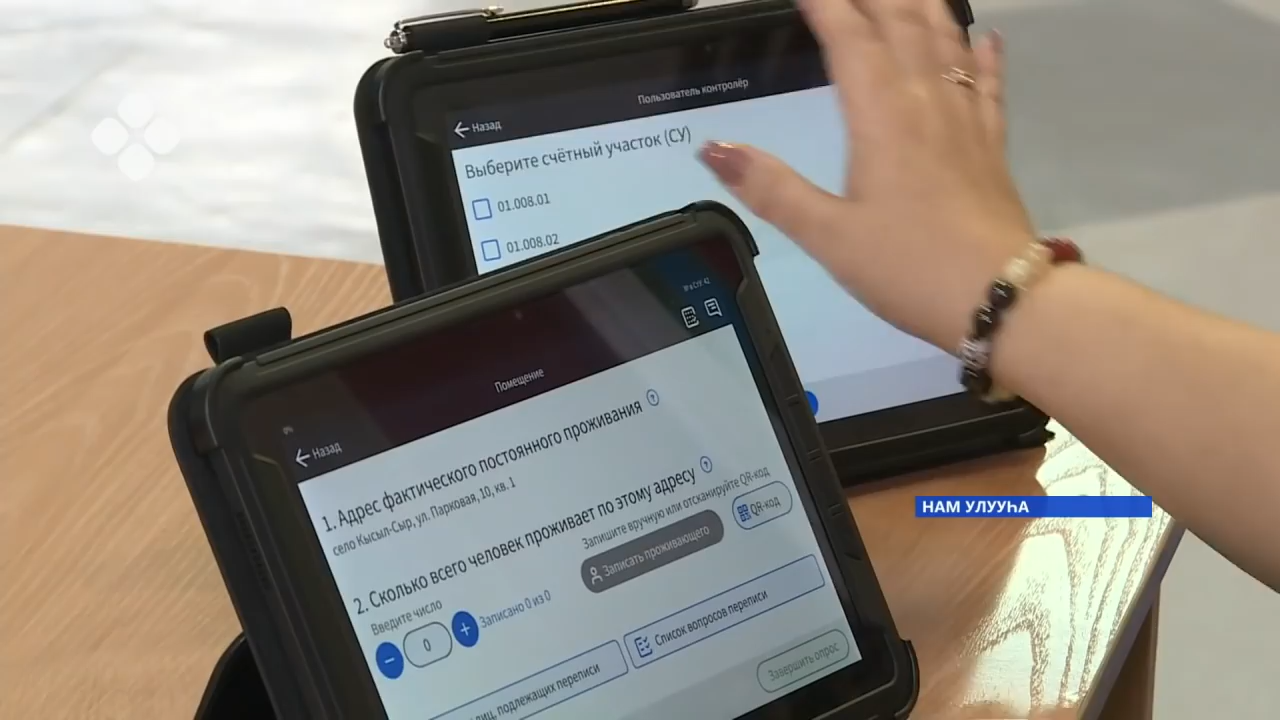 Пользователь контролёр
Назад
Выберите счётный участок (СУ)
01.008.01
01.008.02
Помещение
Назад
1. Адрес фактического постоянного проживания
село Кысыл-Сыр, ул. Парковая, 10, кв. 1
2. Сколько всего человек проживает по этому адресу
Запишите вручную или отсканируйте QR-код
Введите число
0
Записано 0 из 0
Записать проживающего
QR-код
лиц, подлежащих переписи
Список вопросов переписи
Завершить опрос
НАМ УЛУУҺА